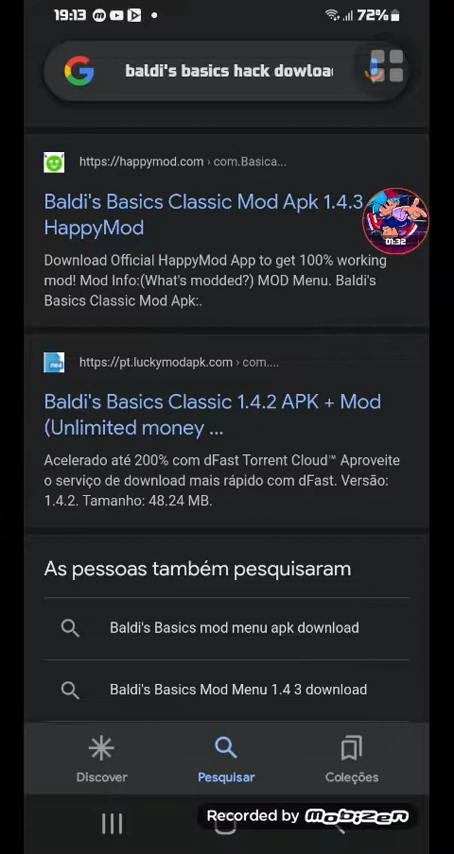 19:13 72%
baldi's basics hack dowloa
https://happymod.com › com.Basica...
Baldi's Basics Classic Mod Apk 1.4.3
HappyMod
01:32
Download Official HappyMod App to get 100% working
mod! Mod Info:(What's modded?) MOD Menu. Baldi's
Basics Classic Mod Apk:.
https://pt.luckymodapk.com › com....
Baldi's Basics Classic 1.4.2 APK + Mod
(Unlimited money ...
Acelerado até 200% com dFast Torrent Cloud™ Aproveite
o serviço de download mais rápido com dFast. Versão:
1.4.2. Tamanho: 48.24 MB.
As pessoas também pesquisaram
Baldi's Basics mod menu apk download
Baldi's Basics Mod Menu 1.4 3 download
Discover Pesquisar Coleções
Recorded by mobizen